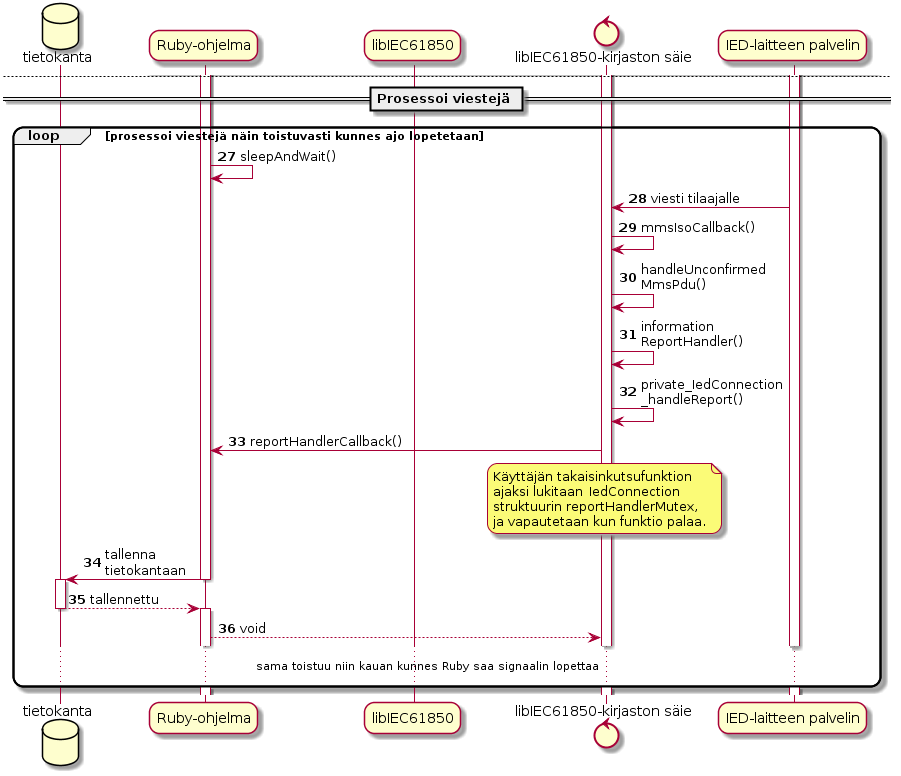 tietokanta
Ruby-ohjelma
libIEC61850
libIEC61850-kirjaston säie
IED-laitteen palvelin
Prosessoi viestejä
loop
[prosessoi viestejä näin toistuvasti kunnes ajo lopetetaan]
27 sleepAndWait()
28 viesti tilaajalle
29 mmsIsoCallback()
30 handleUnconfirmed
MmsPdu()
31 information
ReportHandler()
32 private_IedConnection
_handleReport()
33 reportHandlerCallback()
Käyttäjän takaisinkutsufunktion
ajaksi lukitaan IedConnection
struktuurin reportHandlerMutex,
ja vapautetaan kun funktio palaa.
34 tallenna
tietokantaan
35 tallennettu
36 void
sama toistuu niin kauan kunnes Ruby saa signaalin lopettaa
tietokanta
Ruby-ohjelma
libIEC61850
libIEC61850-kirjaston säie
IED-laitteen palvelin